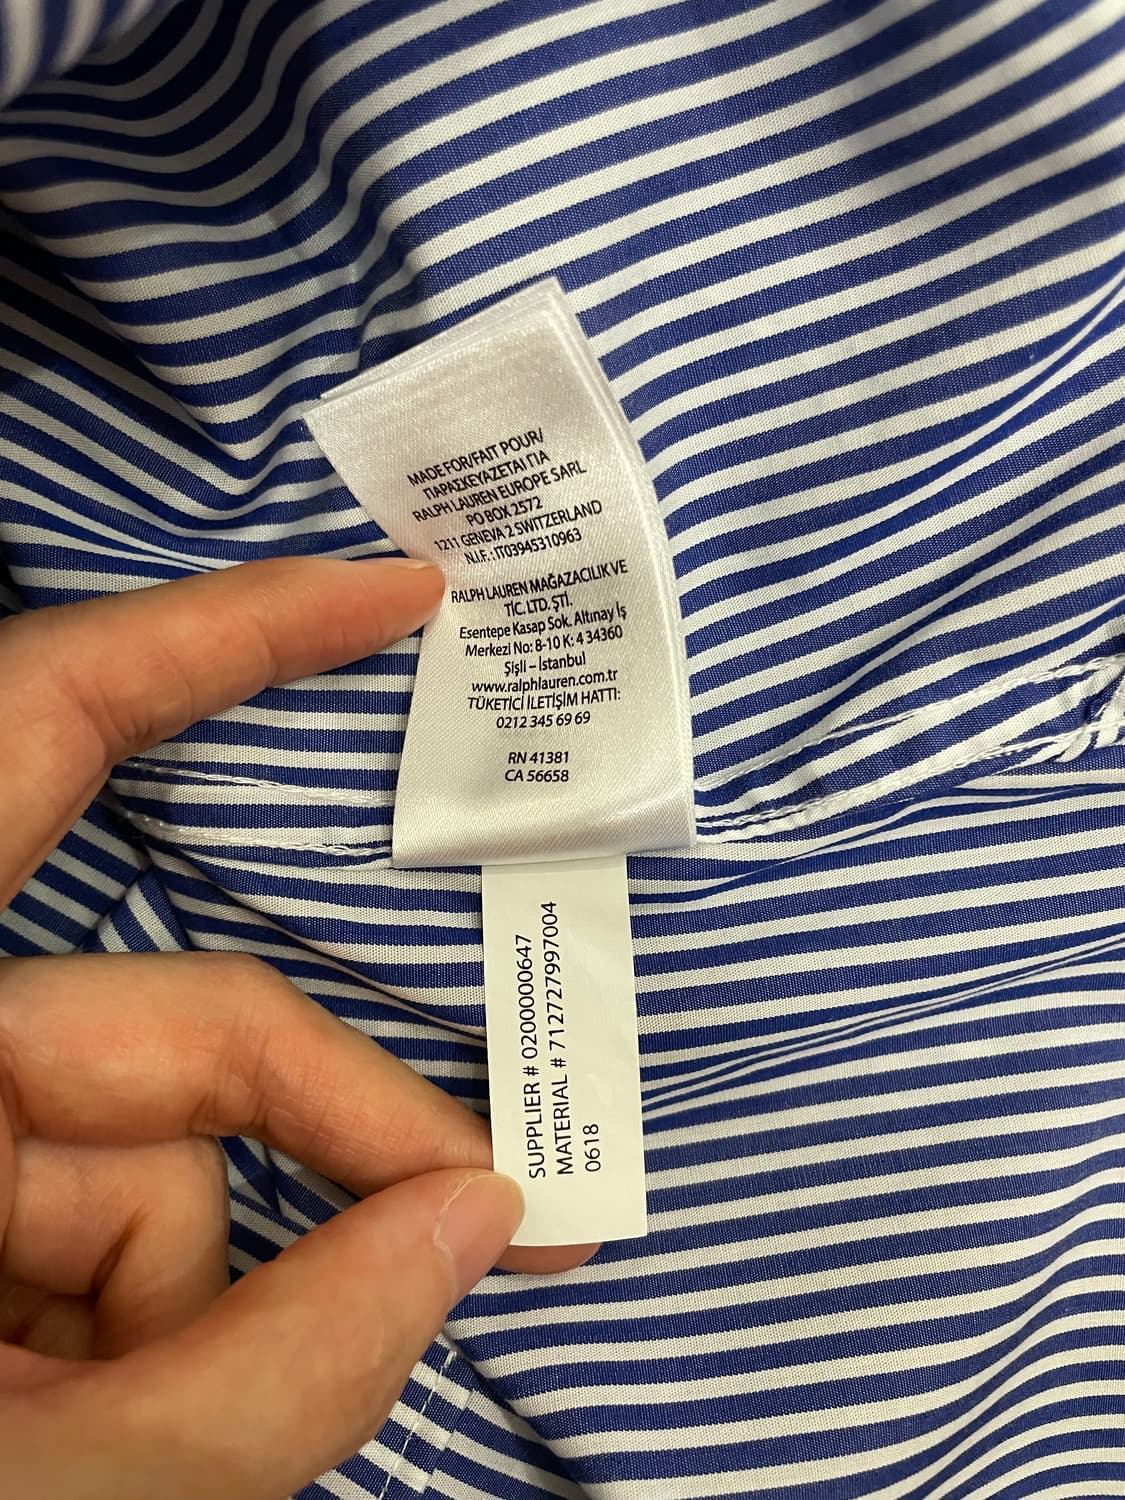 MADE FOR/FAIT POUR/
ΠΑΡΑΣΚΕΥΑΖΕΤΑΙ ΓΙΑ
RALPH LAUREN EUROPE SARL
PO BOX 2572
1211 GENEVA 2 SWITZERLAND
N.I.F.: IT03945310963
RALPH LAUREN MAĞAZACILIK VE
TİC. LTD. ŞTİ.
Esentepe Kasap Sok. Altınay İş
Merkezi No: 8-10 K: 4 34360
Şişli – İstanbul
www.ralphlauren.com.tr
TÜKETİCİ İLETİŞİM HATTI:
0212 345 69 69
RN 41381
CA 56658
SUPPLIER # 0200000647
MATERIAL # 712727997004
0618